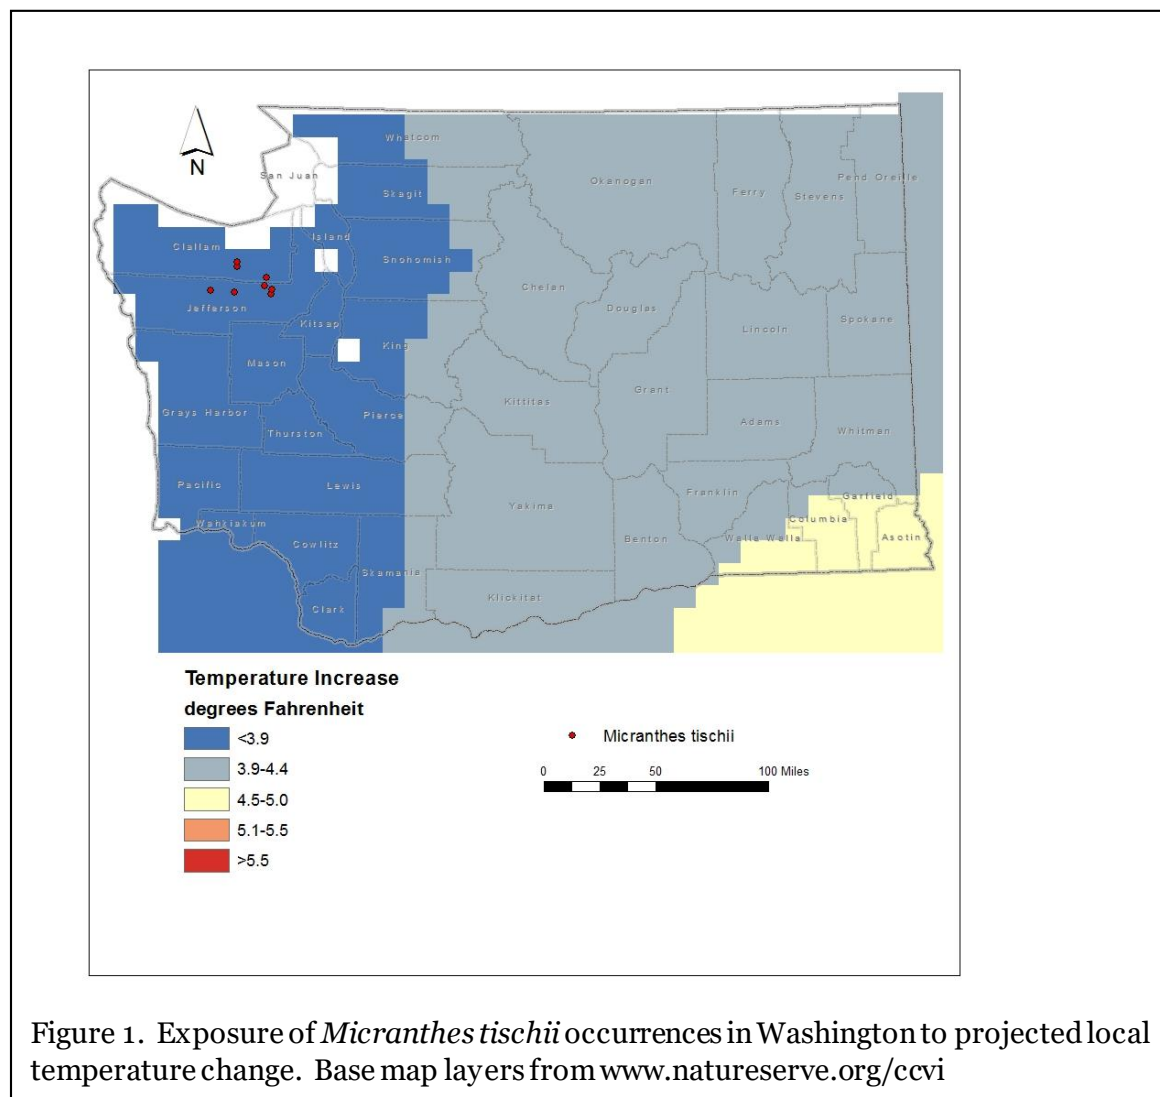 N
Whatcom
San Juan
Skagit
Okanogan
Ferry
Stevens
Pend Oreille
Clallam
Island
Snohomish
Chelan
Douglas
Jefferson
Kitsap
King
Lincoln
Spokane
Mason
Grant
Kittitas
Grays Harbor
Pierce
Adams
Whitman
Thurston
Pacific
Lewis
Yakima
Franklin
Garfield
Wahkiakum
Columbia
Cowlitz
Benton
Walla Walla
Asotin
Skamania
Clark
Klickitat
Temperature Increase
degrees Fahrenheit
<3.9
3.9-4.4
4.5-5.0
5.1-5.5
>5.5
Micranthes tischii
0 25 50 100 Miles
Figure 1. Exposure of Micranthes tischii occurrences in Washington to projected local
temperature change. Base map layers from www.natureserve.org/ccvi